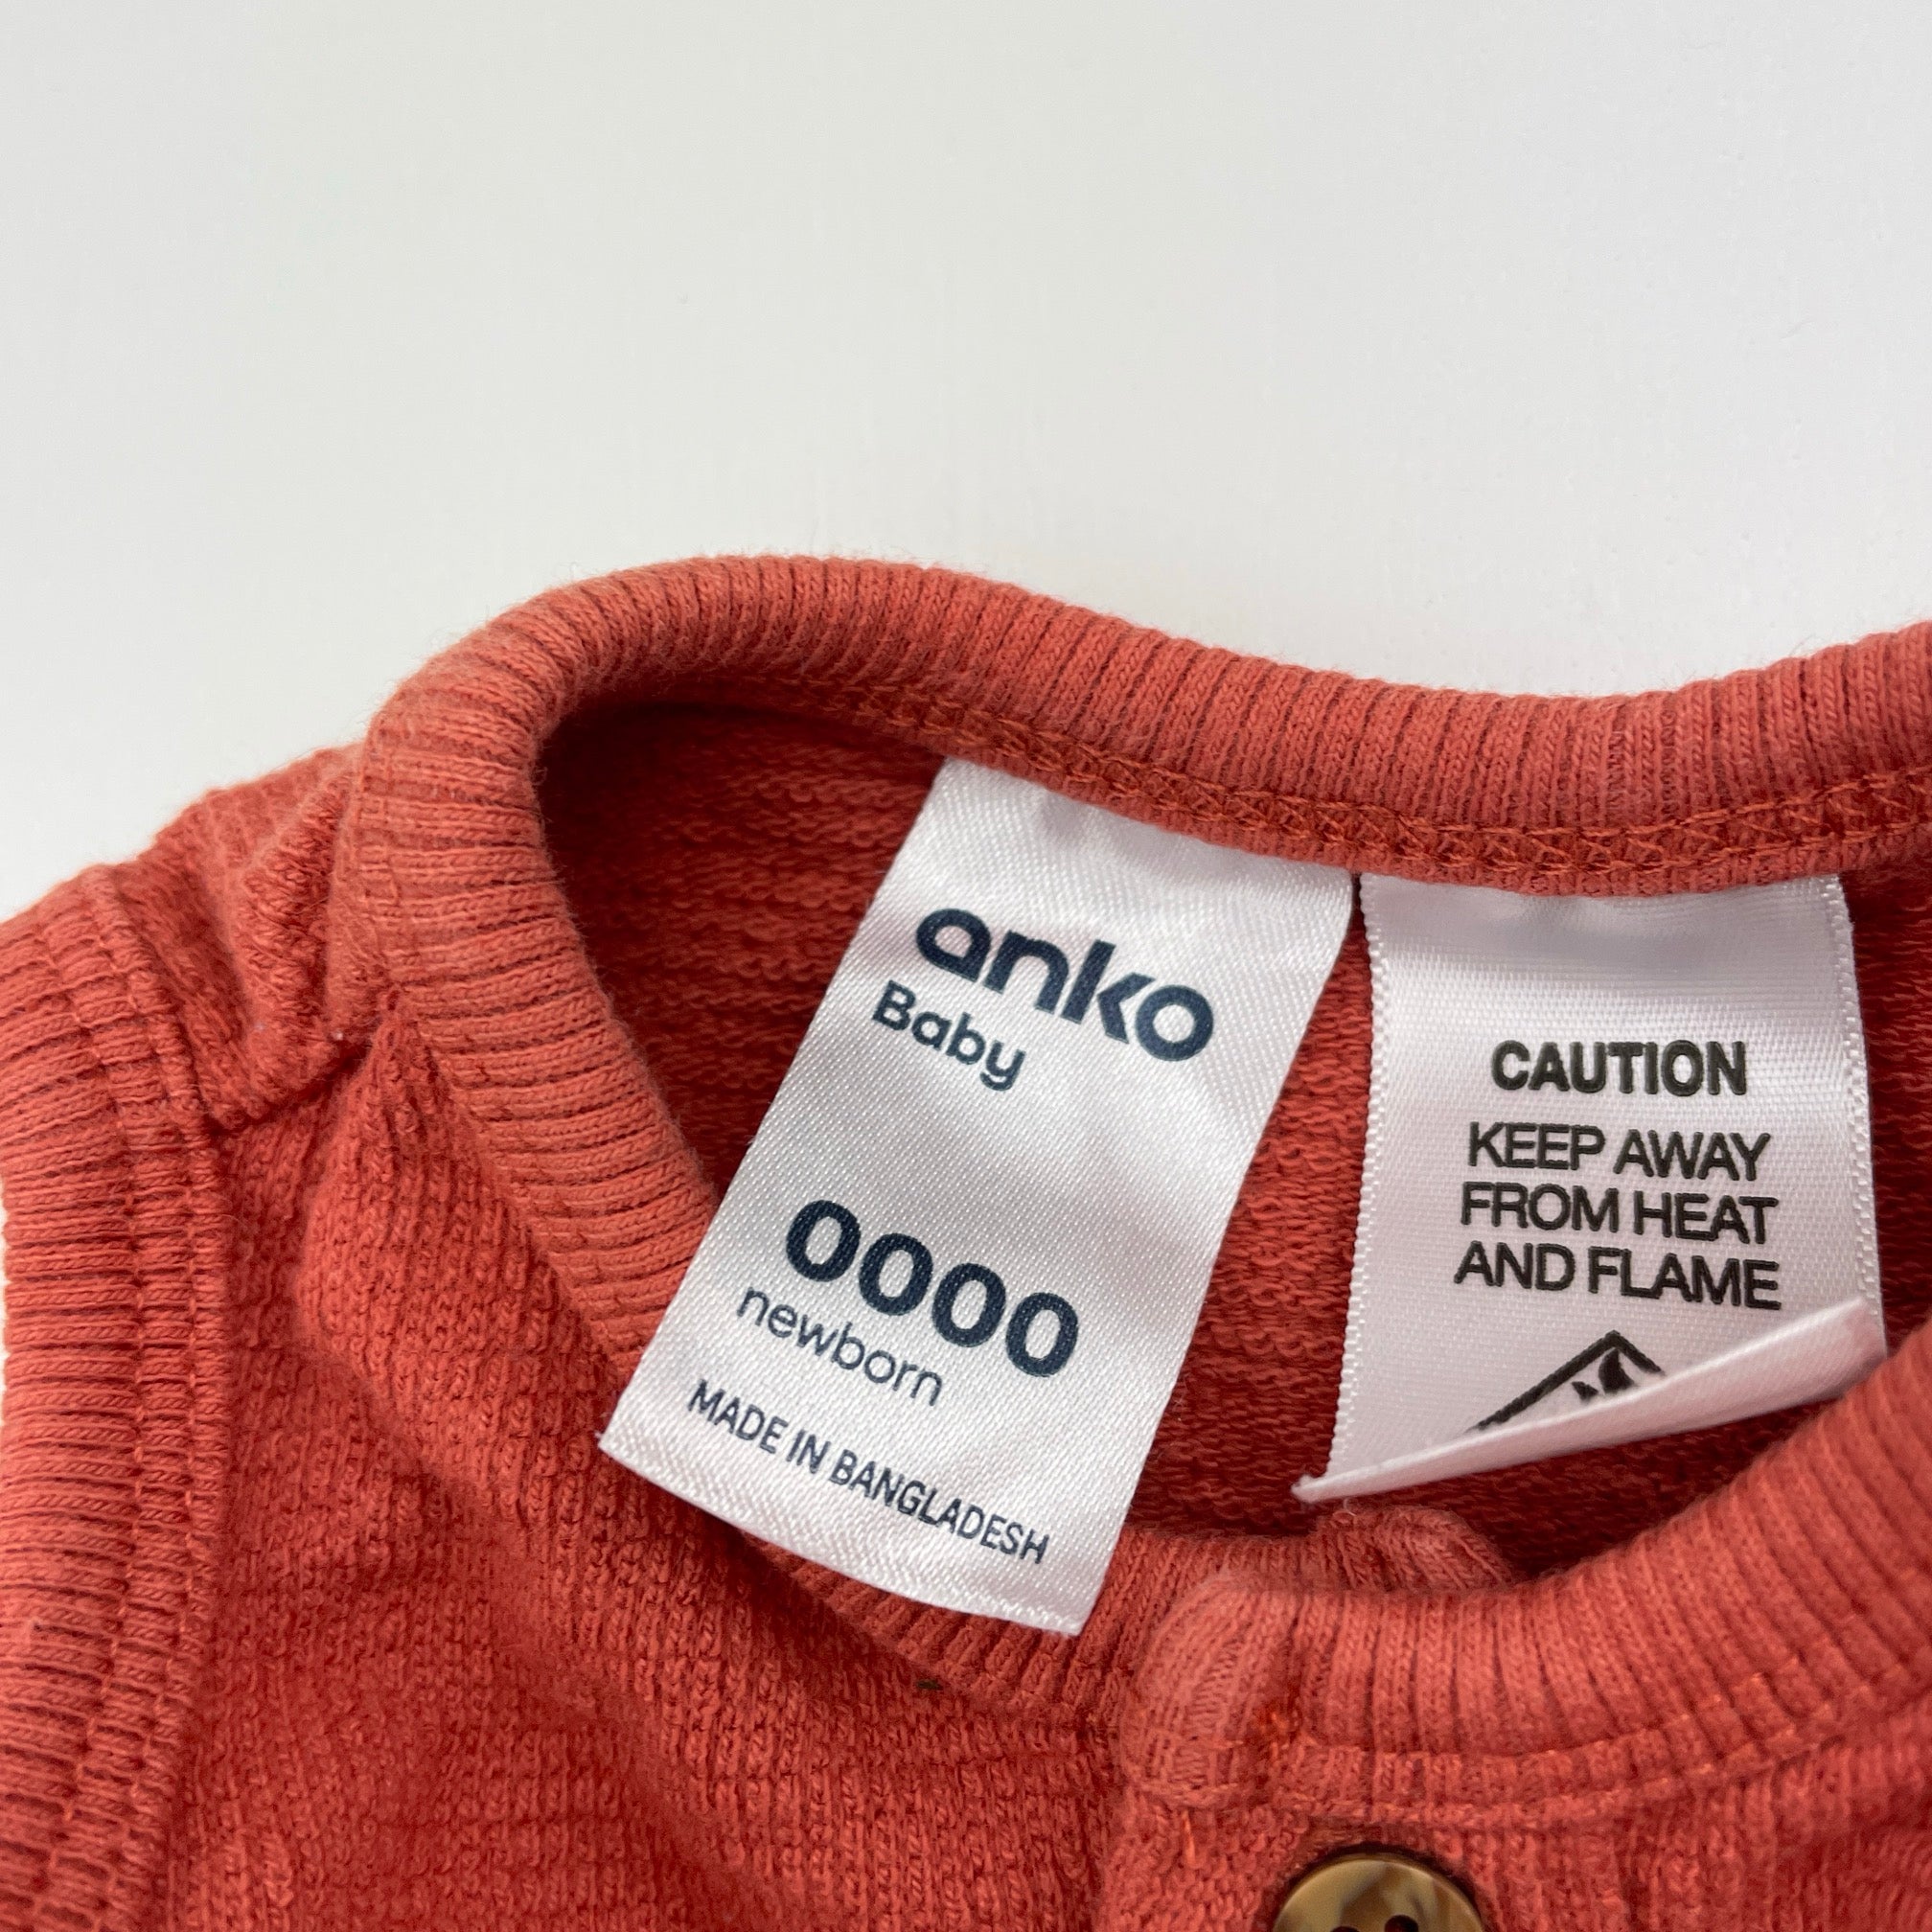 anko
Baby
0000
newborn
MADE IN BANGLADESH
CAUTION
KEEP AWAY
FROM HEAT
AND FLAME